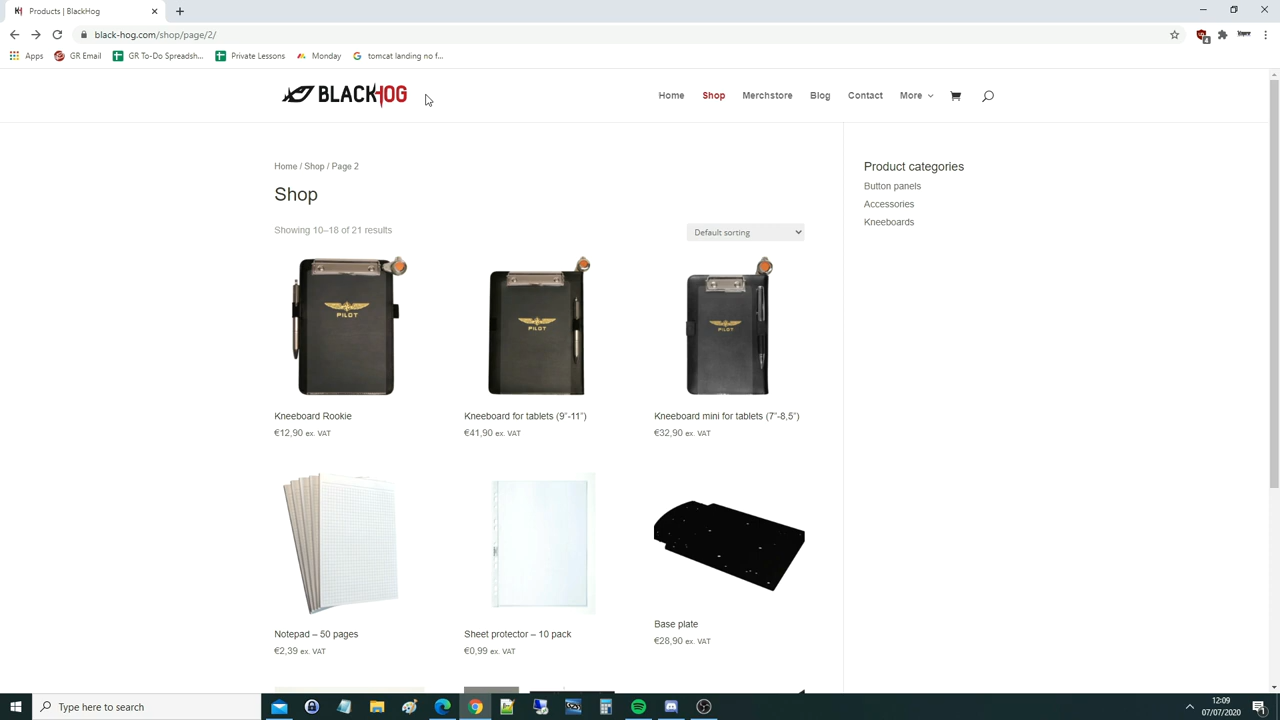 Products | BlackHog
black-hog.com/shop/page/2/
Apps GR Email GR To-Do Spreadsh... Private Lessons Monday tomcat landing no f...
BLACKHOG
Home Shop Merchstore Blog Contact More
Home / Shop / Page 2
Shop
Showing 10–18 of 21 results
Default sorting
Product categories
Button panels
Accessories
Kneeboards
PILOT PILOT PILOT
Kneeboard Rookie Kneeboard for tablets (9”-11”) Kneeboard mini for tablets (7”-8,5”)
€12,90 ex. VAT €41,90 ex. VAT €32,90 ex. VAT
Notepad – 50 pages Sheet protector – 10 pack Base plate
€2,39 ex. VAT €0,99 ex. VAT €28,90 ex. VAT
Type here to search
12:09
07/07/2020